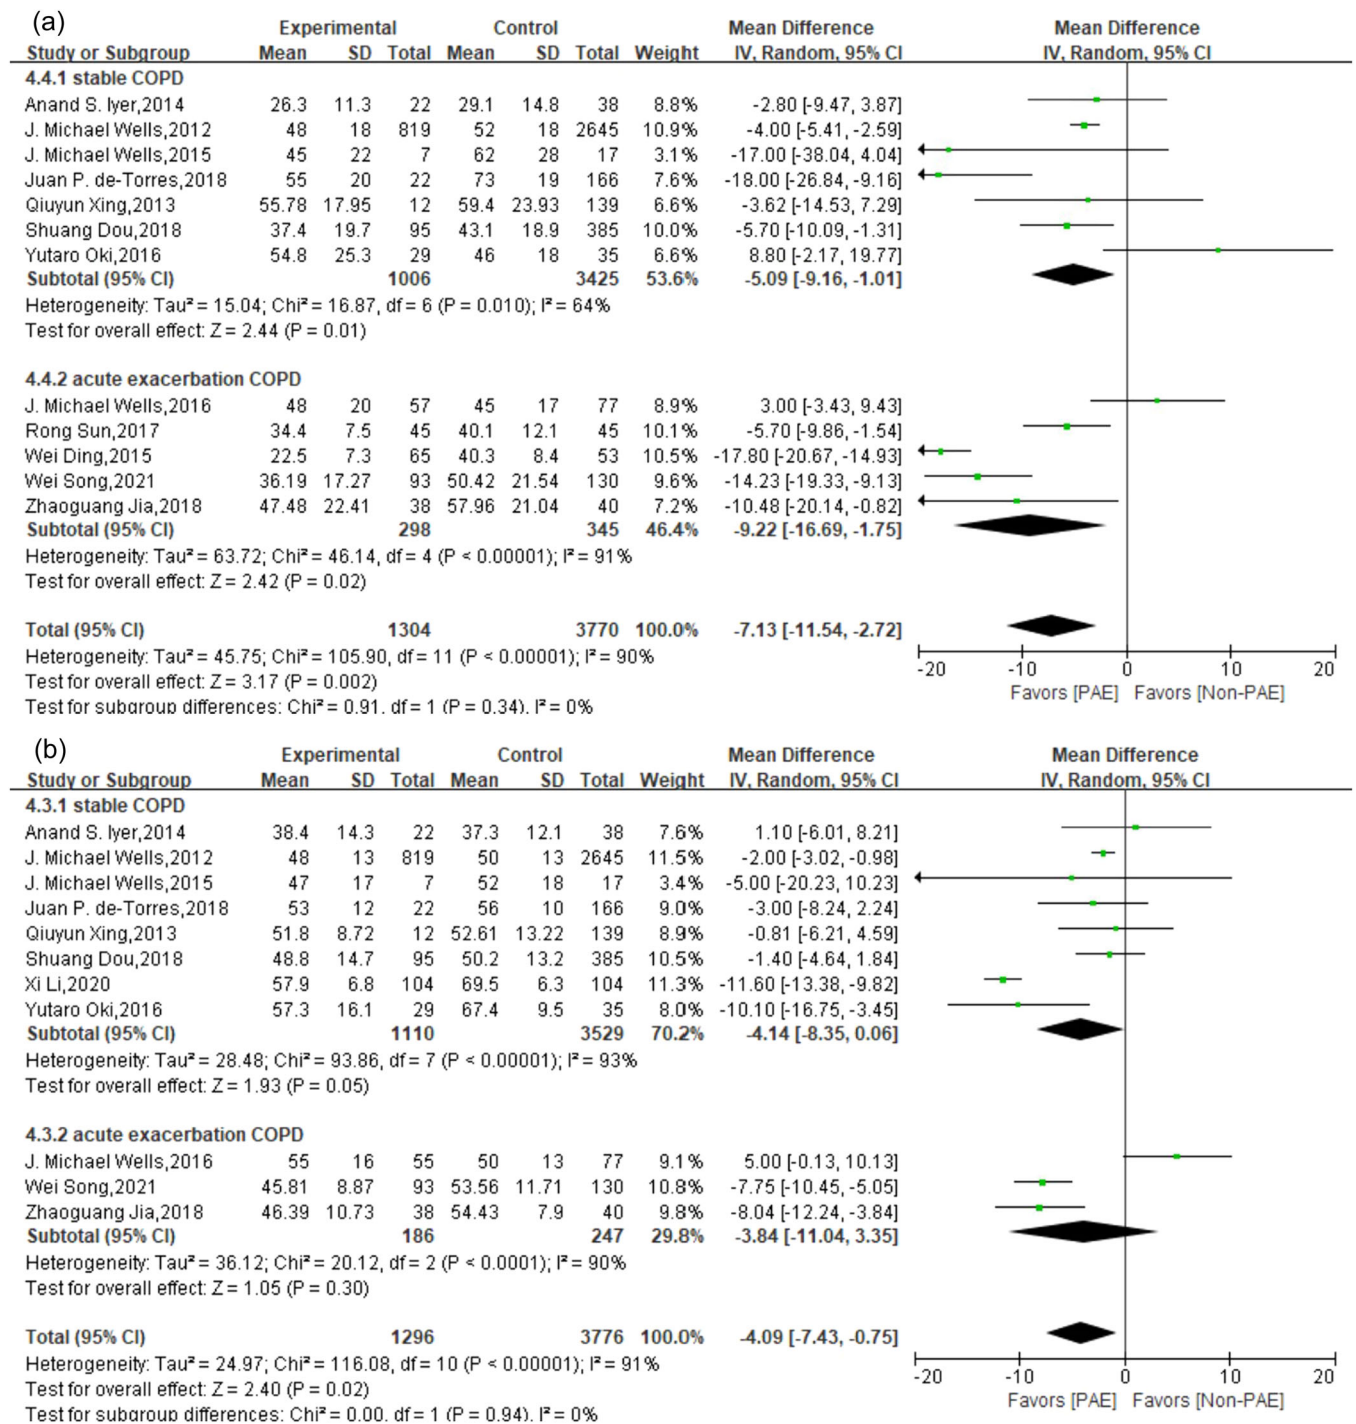 (a)
Experimental Control Mean Difference Mean Difference
Study or Subgroup Mean SD Total Mean SD Total Weight IV, Random, 95% CI IV, Random, 95% CI
4.4.1 stable COPD
Anand S. Iyer,2014 26.3 11.3 22 29.1 14.8 38 8.8% -2.80 [-9.47, 3.87]
J. Michael Wells,2012 48 18 819 52 18 2645 10.9% -4.00 [-5.41, -2.59]
J. Michael Wells,2015 45 22 7 62 28 17 3.1% -17.00 [-38.04, 4.04]
Juan P. de-Torres,2018 55 20 22 73 19 166 7.6% -18.00 [-26.84, -9.16]
Qiuyun Xing,2013 55.78 17.95 12 59.4 23.93 139 6.6% -3.62 [-14.53, 7.29]
Shuang Dou,2018 37.4 19.7 95 43.1 18.9 385 10.0% -5.70 [-10.09, -1.31]
Yutaro Oki,2016 54.8 25.3 29 46 18 35 6.6% 8.80 [-2.17, 19.77]
Subtotal (95% CI) 1006 3425 53.6% -5.09 [-9.16, -1.01]
Heterogeneity: Tau² = 15.04; Chi² = 16.87, df = 6 (P = 0.010); I² = 64%
Test for overall effect: Z = 2.44 (P = 0.01)
4.4.2 acute exacerbation COPD
J. Michael Wells,2016 48 20 57 45 17 77 8.9% 3.00 [-3.43, 9.43]
Rong Sun,2017 34.4 7.5 45 40.1 12.1 45 10.1% -5.70 [-9.86, -1.54]
Wei Ding,2015 22.5 7.3 65 40.3 8.4 53 10.5% -17.80 [-20.67, -14.93]
Wei Song,2021 36.19 17.27 93 50.42 21.54 130 9.6% -14.23 [-19.33, -9.13]
Zhaoguang Jia,2018 47.48 22.41 38 57.96 21.04 40 7.2% -10.48 [-20.14, -0.82]
Subtotal (95% CI) 298 345 46.4% -9.22 [-16.69, -1.75]
Heterogeneity: Tau² = 63.72; Chi² = 46.14, df = 4 (P < 0.00001); I² = 91%
Test for overall effect: Z = 2.42 (P = 0.02)
Total (95% CI) 1304 3770 100.0% -7.13 [-11.54, -2.72]
Heterogeneity: Tau² = 45.75; Chi² = 105.90, df = 11 (P < 0.00001); I² = 90%
Test for overall effect: Z = 3.17 (P = 0.002)
Test for subgroup differences: Chi² = 0.91, df = 1 (P = 0.34), I² = 0%
-20 -10 0 10 20
Favors [PAE] Favors [Non-PAE]
(b)
Experimental Control Mean Difference Mean Difference
Study or Subgroup Mean SD Total Mean SD Total Weight IV, Random, 95% CI IV, Random, 95% CI
4.3.1 stable COPD
Anand S. Iyer,2014 38.4 14.3 22 37.3 12.1 38 7.6% 1.10 [-6.01, 8.21]
J. Michael Wells,2012 48 13 819 50 13 2645 11.5% -2.00 [-3.02, -0.98]
J. Michael Wells,2015 47 17 7 52 18 17 3.4% -5.00 [-20.23, 10.23]
Juan P. de-Torres,2018 53 12 22 56 10 166 9.0% -3.00 [-8.24, 2.24]
Qiuyun Xing,2013 51.8 8.72 12 52.61 13.22 139 8.9% -0.81 [-6.21, 4.59]
Shuang Dou,2018 48.8 14.7 95 50.2 13.2 385 10.5% -1.40 [-4.64, 1.84]
Xi Li,2020 57.9 6.8 104 69.5 6.3 104 11.3% -11.60 [-13.38, -9.82]
Yutaro Oki,2016 57.3 16.1 29 67.4 9.5 35 8.0% -10.10 [-16.75, -3.45]
Subtotal (95% CI) 1110 3529 70.2% -4.14 [-8.35, 0.06]
Heterogeneity: Tau² = 28.48; Chi² = 93.86, df = 7 (P < 0.00001); I² = 93%
Test for overall effect: Z = 1.93 (P = 0.05)
4.3.2 acute exacerbation COPD
J. Michael Wells,2016 55 16 55 50 13 77 9.1% 5.00 [-0.13, 10.13]
Wei Song,2021 45.81 8.87 93 53.56 11.71 130 10.8% -7.75 [-10.45, -5.05]
Zhaoguang Jia,2018 46.39 10.73 38 54.43 7.9 40 9.8% -8.04 [-12.24, -3.84]
Subtotal (95% CI) 186 247 29.8% -3.84 [-11.04, 3.35]
Heterogeneity: Tau² = 36.12; Chi² = 20.12, df = 2 (P < 0.0001); I² = 90%
Test for overall effect: Z = 1.05 (P = 0.30)
Total (95% CI) 1296 3776 100.0% -4.09 [-7.43, -0.75]
Heterogeneity: Tau² = 24.97; Chi² = 116.08, df = 10 (P < 0.00001); I² = 91%
Test for overall effect: Z = 2.40 (P = 0.02)
Test for subgroup differences: Chi² = 0.00, df = 1 (P = 0.94), I² = 0%
-20 -10 0 10 20
Favors [PAE] Favors [Non-PAE]